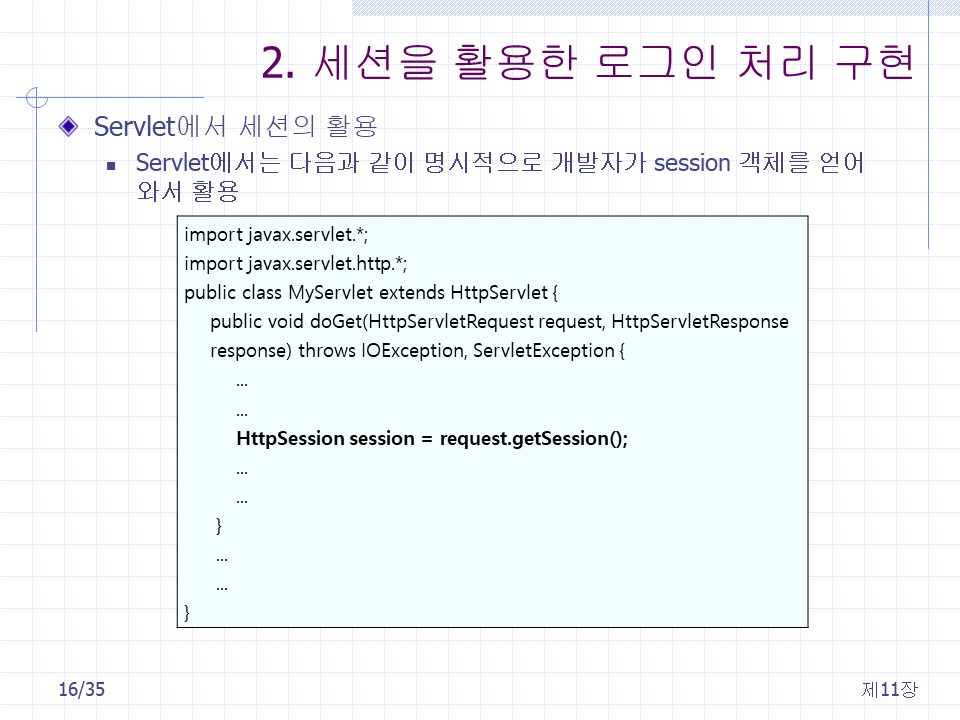 2. 세션을 활용한 로그인 처리 구현
Servlet에서 세션의 활용
Servlet에서는 다음과 같이 명시적으로 개발자가 session 객체를 얻어
와서 활용
import javax.servlet.*;
import javax.servlet.http.*;
public class MyServlet extends HttpServlet {
public void doGet(HttpServletRequest request, HttpServletResponse
response) throws IOException, ServletException {
...
...
HttpSession session = request.getSession();
...
...
}
...
...
}
16/35
제11장